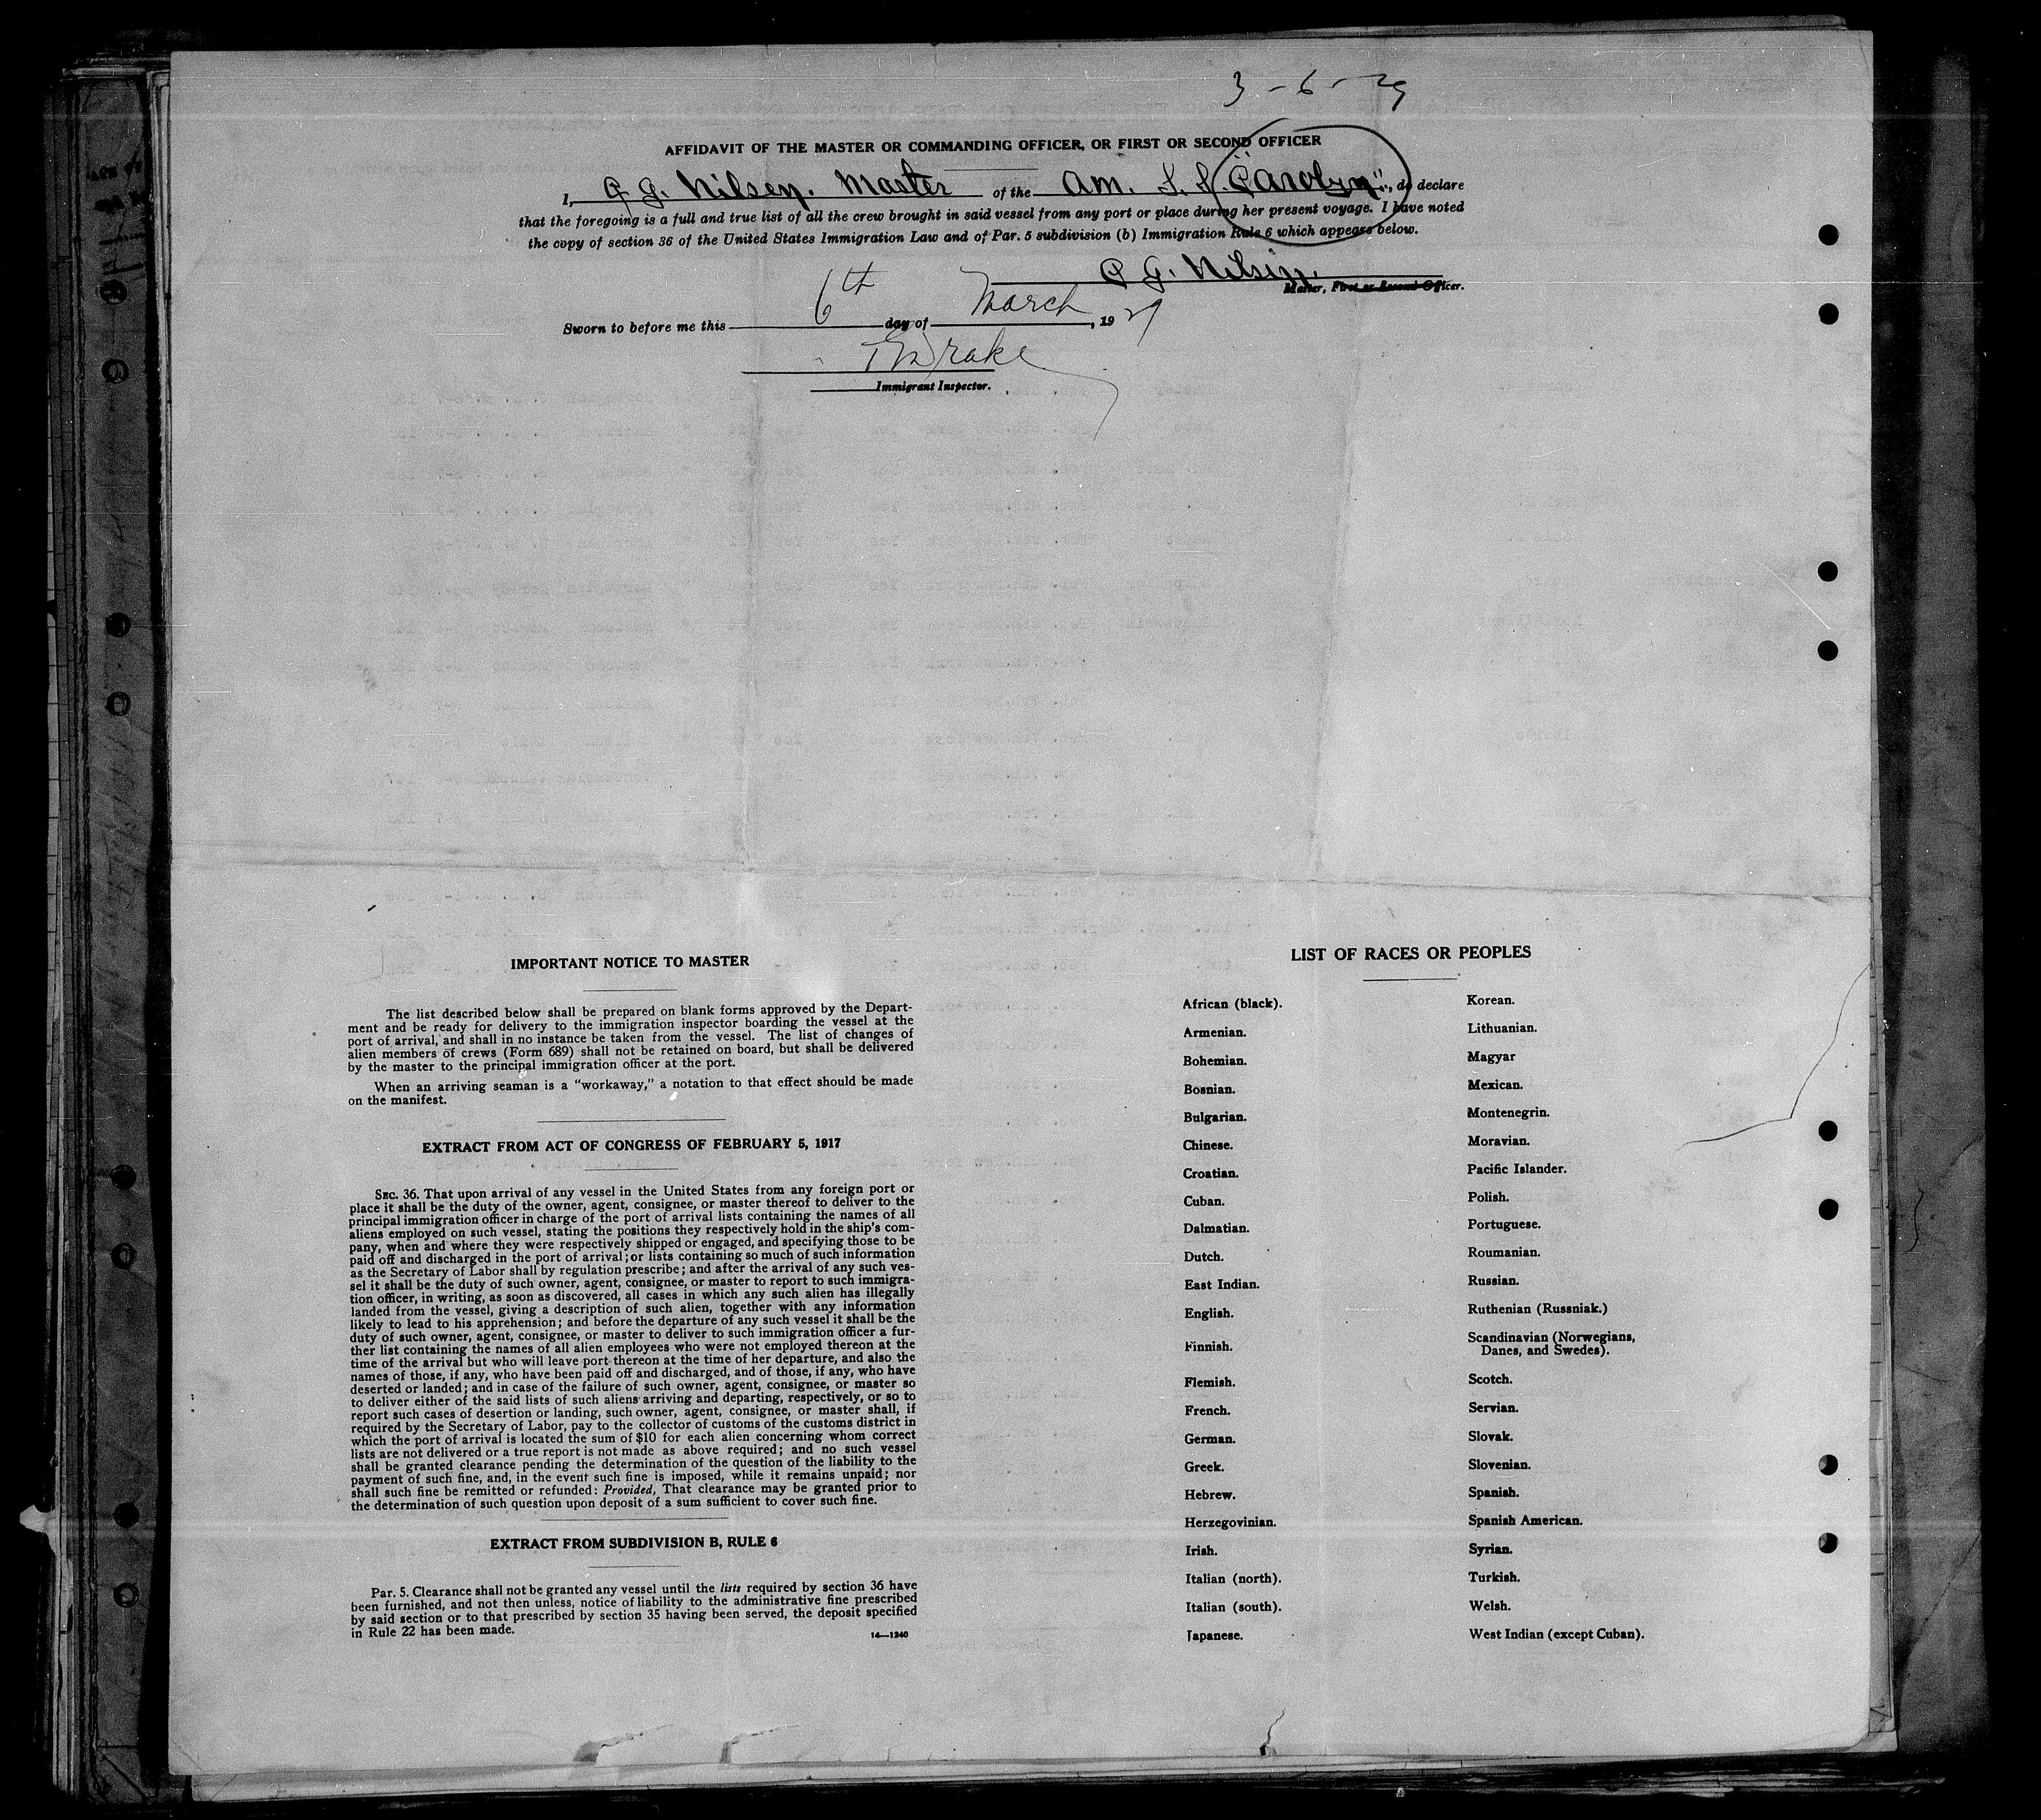 3-6-29
AFFIDAVIT OF THE MASTER OR COMMANDING OFFICER, OR FIRST OR SECOND OFFICER
I, G. Nilsen. Master of the Am. S. S. "Carolyn", do declare
that the foregoing is a full and true list of all the crew brought in said vessel from any port or place during her present voyage. I have noted
the copy of section 36 of the United States Immigration Law and of Par. 5 subdivision (b) Immigration Rule 6 which appears below.
G. Nilsen.
Master, First or Second Officer.
Sworn to before me this 6th day of March, 1929
Drake
Immigrant Inspector.
IMPORTANT NOTICE TO MASTER
The list described below shall be prepared on blank forms approved by the Depart-
ment and be ready for delivery to the immigration inspector boarding the vessel at the
port of arrival, and shall in no instance be taken from the vessel. The list of changes of
alien members of crews (Form 689) shall not be retained on board, but shall be delivered
by the master to the principal immigration officer at the port.
When an arriving seaman is a "workaway," a notation to that effect should be made
on the manifest.
EXTRACT FROM ACT OF CONGRESS OF FEBRUARY 5, 1917
SEC. 36. That upon arrival of any vessel in the United States from any foreign port or
place it shall be the duty of the owner, agent, consignee, or master thereof to deliver to the
principal immigration officer in charge of the port of arrival lists containing the names of all
aliens employed on such vessel, stating the positions they respectively hold in the ship's com-
pany, when and where they were respectively shipped or engaged, and specifying those to be
paid off and discharged in the port of arrival; or lists containing so much of such information
as the Secretary of Labor shall by regulation prescribe; and after the arrival of any such ves-
sel it shall be the duty of such owner, agent, consignee, or master to report to such immigra-
tion officer, in writing, as soon as discovered, all cases in which any such alien has illegally
landed from the vessel, giving a description of such alien, together with any information
likely to lead to his apprehension; and before the departure of any such vessel it shall be the
duty of such owner, agent, consignee, or master to deliver to such immigration officer a fur-
ther list containing the names of all alien employees who were not employed thereon at the
time of the arrival but who will leave port thereon at the time of her departure, and also the
names of those, if any, who have been paid off and discharged, and of those, if any, who have
deserted or landed; and in case of the failure of such owner, agent, consignee, or master so
to deliver either of the said lists of such aliens arriving and departing, respectively, or so to
report such cases of desertion or landing, such owner, agent, consignee, or master shall, if
required by the Secretary of Labor, pay to the collector of customs of the customs district in
which the port of arrival is located the sum of $10 for each alien concerning whom correct
lists are not delivered or a true report is not made as above required; and no such vessel
shall be granted clearance pending the determination of the question of the liability to the
payment of such fine, and, in the event such fine is imposed, while it remains unpaid; nor
shall such fine be remitted or refunded: Provided, That clearance may be granted prior to
the determination of such question upon deposit of a sum sufficient to cover such fine.
EXTRACT FROM SUBDIVISION B, RULE 6
Par. 5. Clearance shall not be granted any vessel until the lists required by section 36 have
been furnished, and not then unless, notice of liability to the administrative fine prescribed
by said section or to that prescribed by section 35 having been served, the deposit specified
in Rule 22 has been made.
14—1240
LIST OF RACES OR PEOPLES
African (black).
Armenian.
Bohemian.
Bosnian.
Bulgarian.
Chinese.
Croatian.
Cuban.
Dalmatian.
Dutch.
East Indian.
English.
Finnish.
Flemish.
French.
German.
Greek.
Hebrew.
Herzegovinian.
Irish.
Italian (north).
Italian (south).
Japanese.
Korean.
Lithuanian.
Magyar
Mexican.
Montenegrin.
Moravian.
Pacific Islander.
Polish.
Portuguese.
Roumanian.
Russian.
Ruthenian (Russniak.)
Scandinavian (Norwegians,
Danes, and Swedes).
Scotch.
Servian.
Slovak.
Slovenian.
Spanish.
Spanish American.
Syrian.
Turkish.
Welsh.
West Indian (except Cuban).